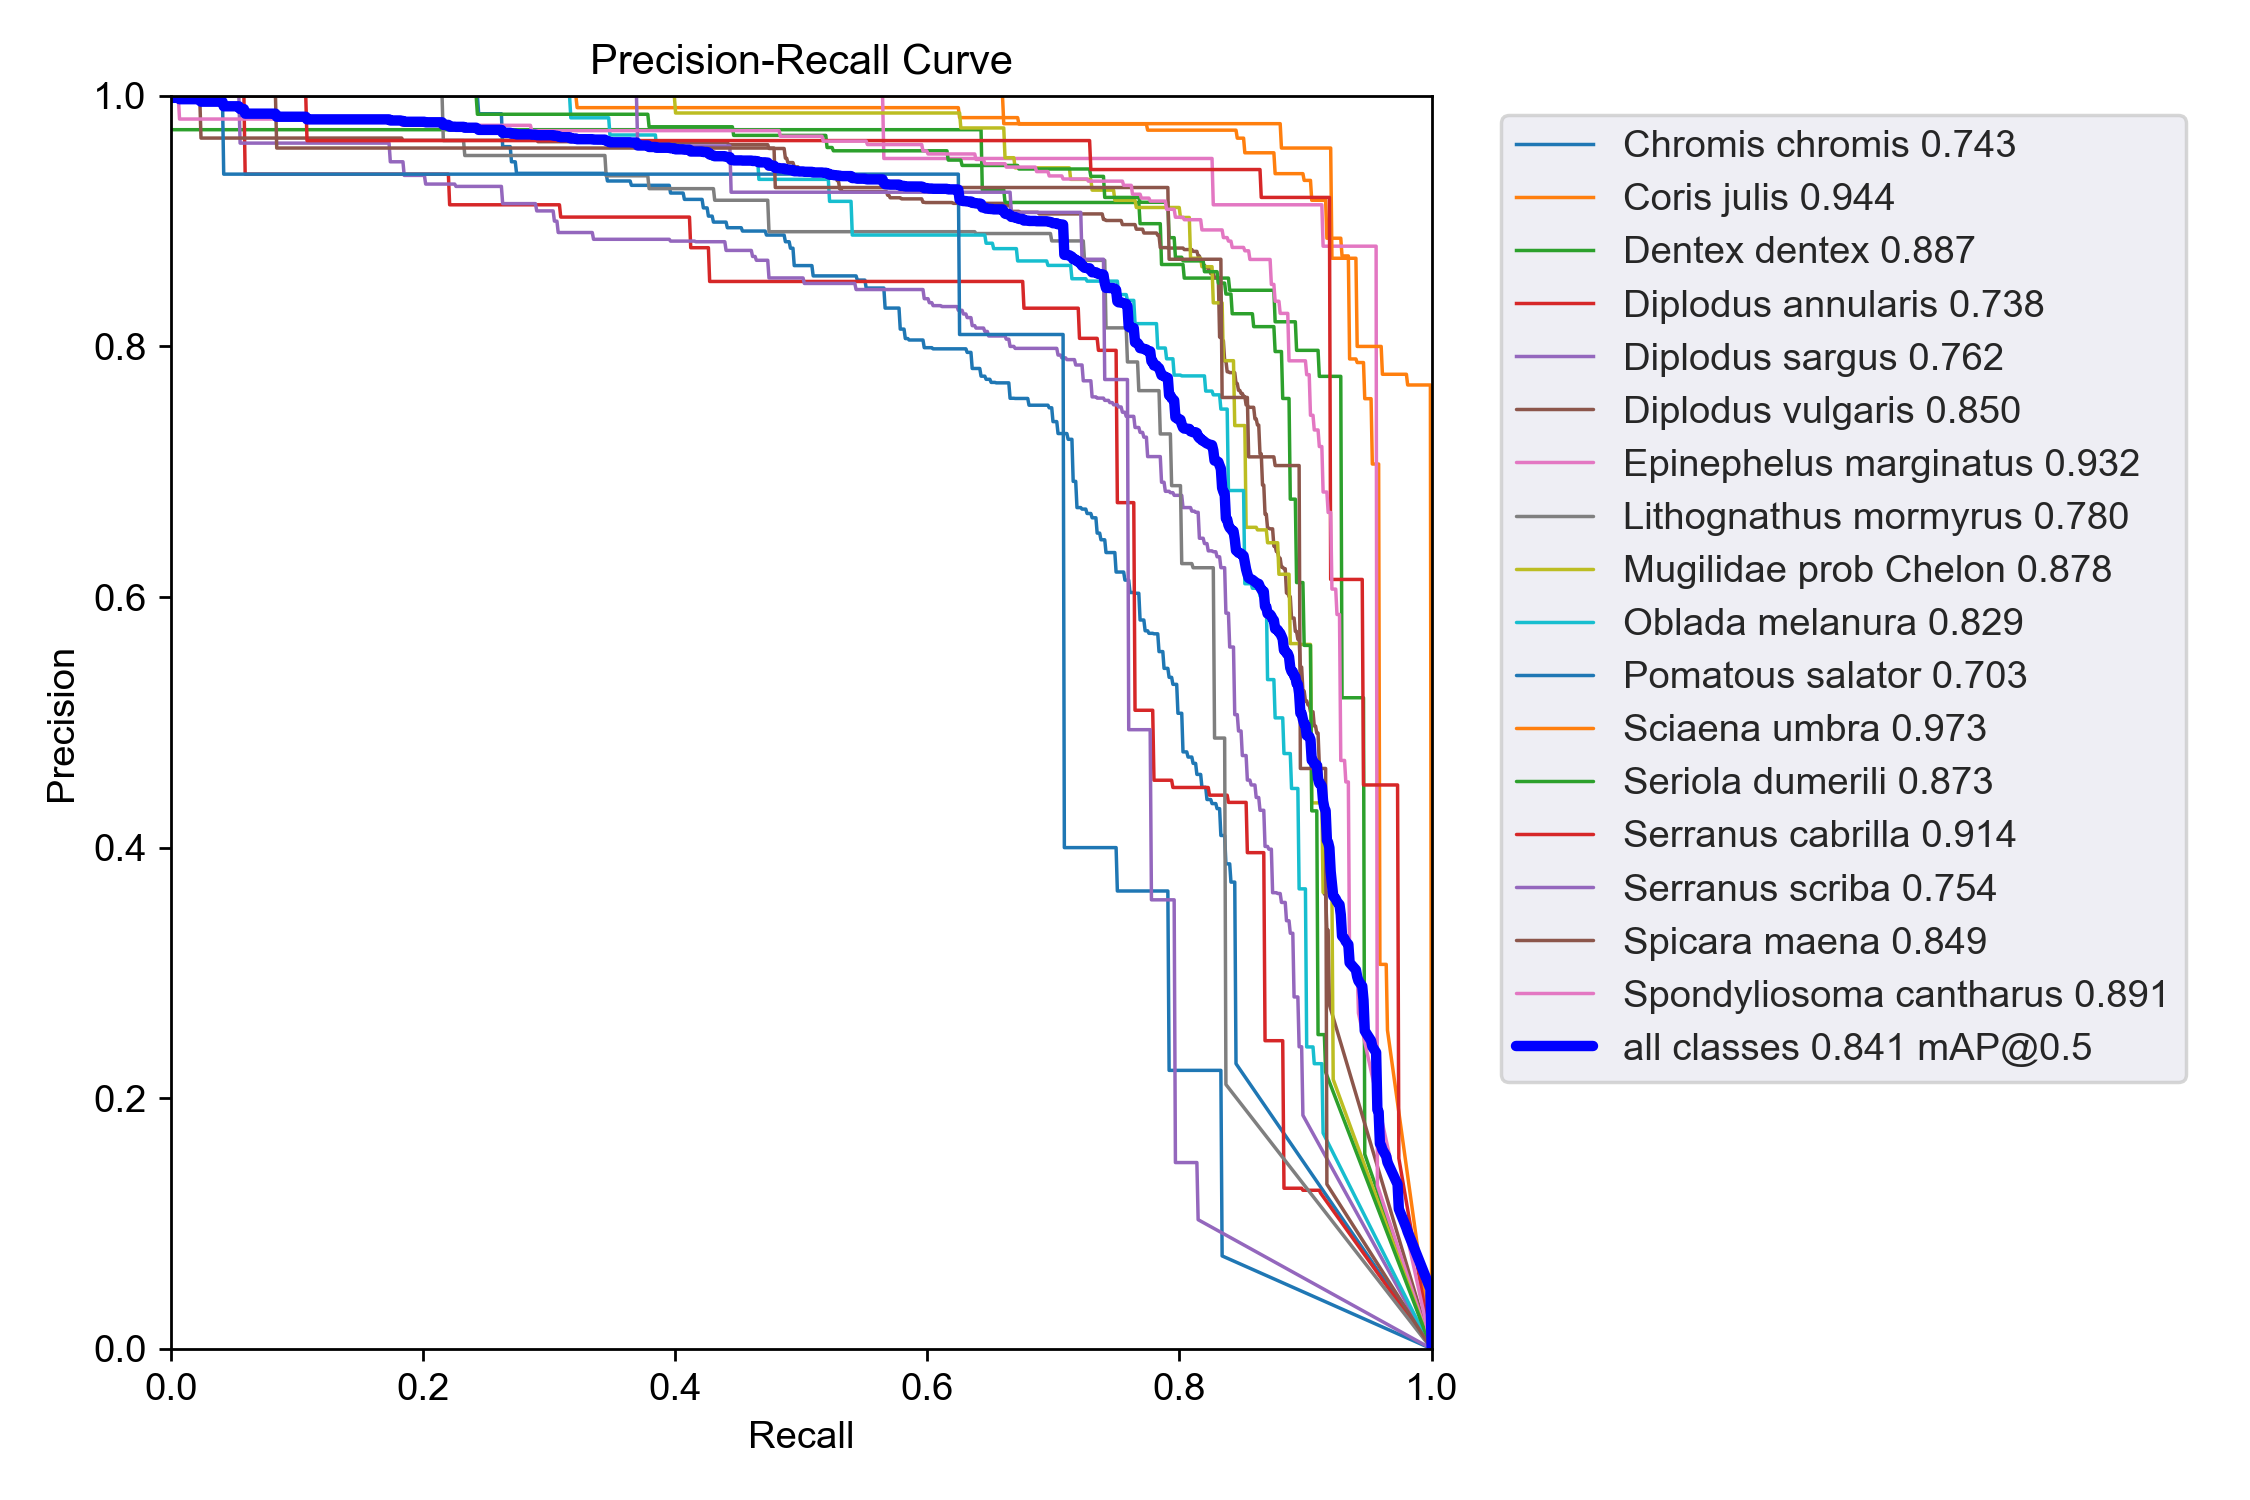 Precision-Recall Curve
1.0
0.8
0.6
0.4
0.2
0.0
Precision
0.0 0.2 0.4 0.6 0.8 1.0
Recall
Chromis chromis 0.743
Coris julis 0.944
Dentex dentex 0.887
Diplodus annularis 0.738
Diplodus sargus 0.762
Diplodus vulgaris 0.850
Epinephelus marginatus 0.932
Lithognathus mormyrus 0.780
Mugilidae prob Chelon 0.878
Oblada melanura 0.829
Pomatous salator 0.703
Sciaena umbra 0.973
Seriola dumerili 0.873
Serranus cabrilla 0.914
Serranus scriba 0.754
Spicara maena 0.849
Spondyliosoma cantharus 0.891
all classes 0.841 mAP@0.5